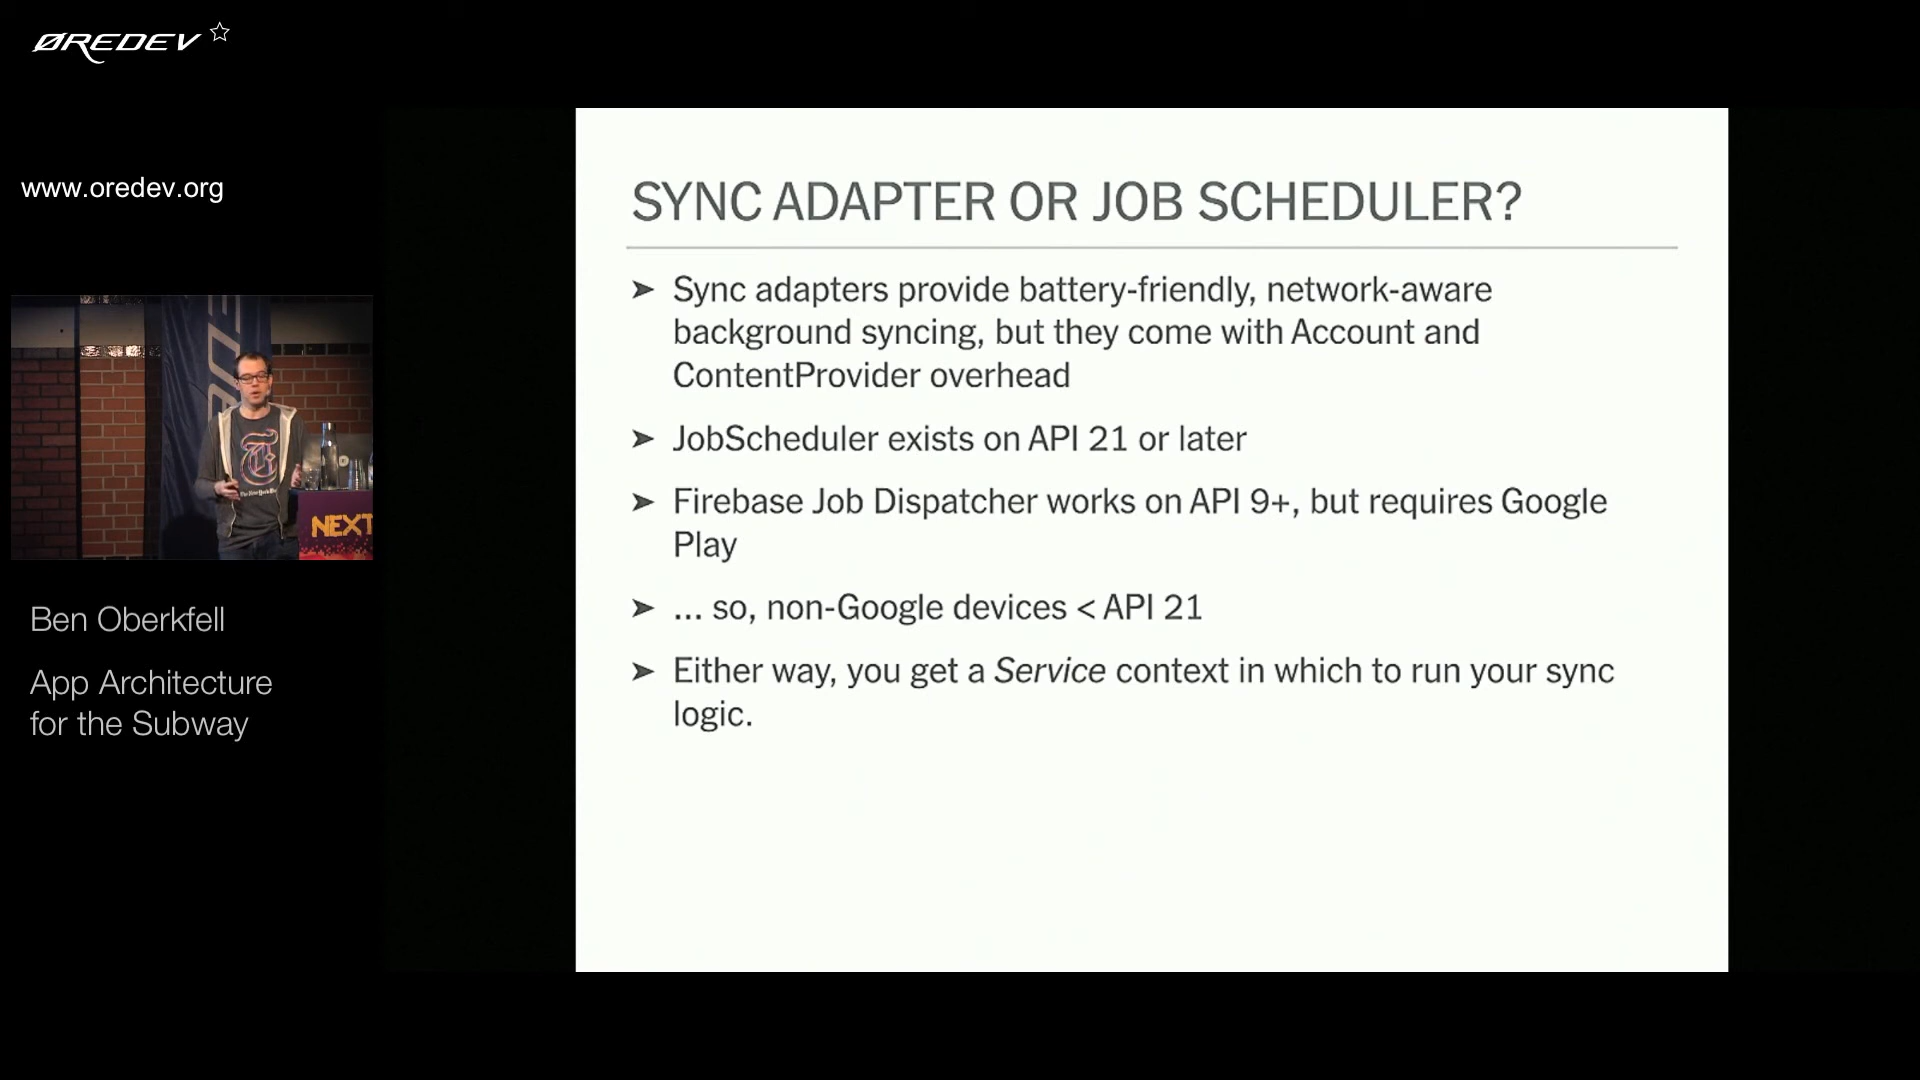 ØREDEV
www.oredev.org
NEXT
Ben Oberkfell
App Architecture
for the Subway
SYNC ADAPTER OR JOB SCHEDULER?
➤ Sync adapters provide battery-friendly, network-aware
background syncing, but they come with Account and
ContentProvider overhead
➤ JobScheduler exists on API 21 or later
➤ Firebase Job Dispatcher works on API 9+, but requires Google
Play
➤ ... so, non-Google devices < API 21
➤ Either way, you get a Service context in which to run your sync
logic.